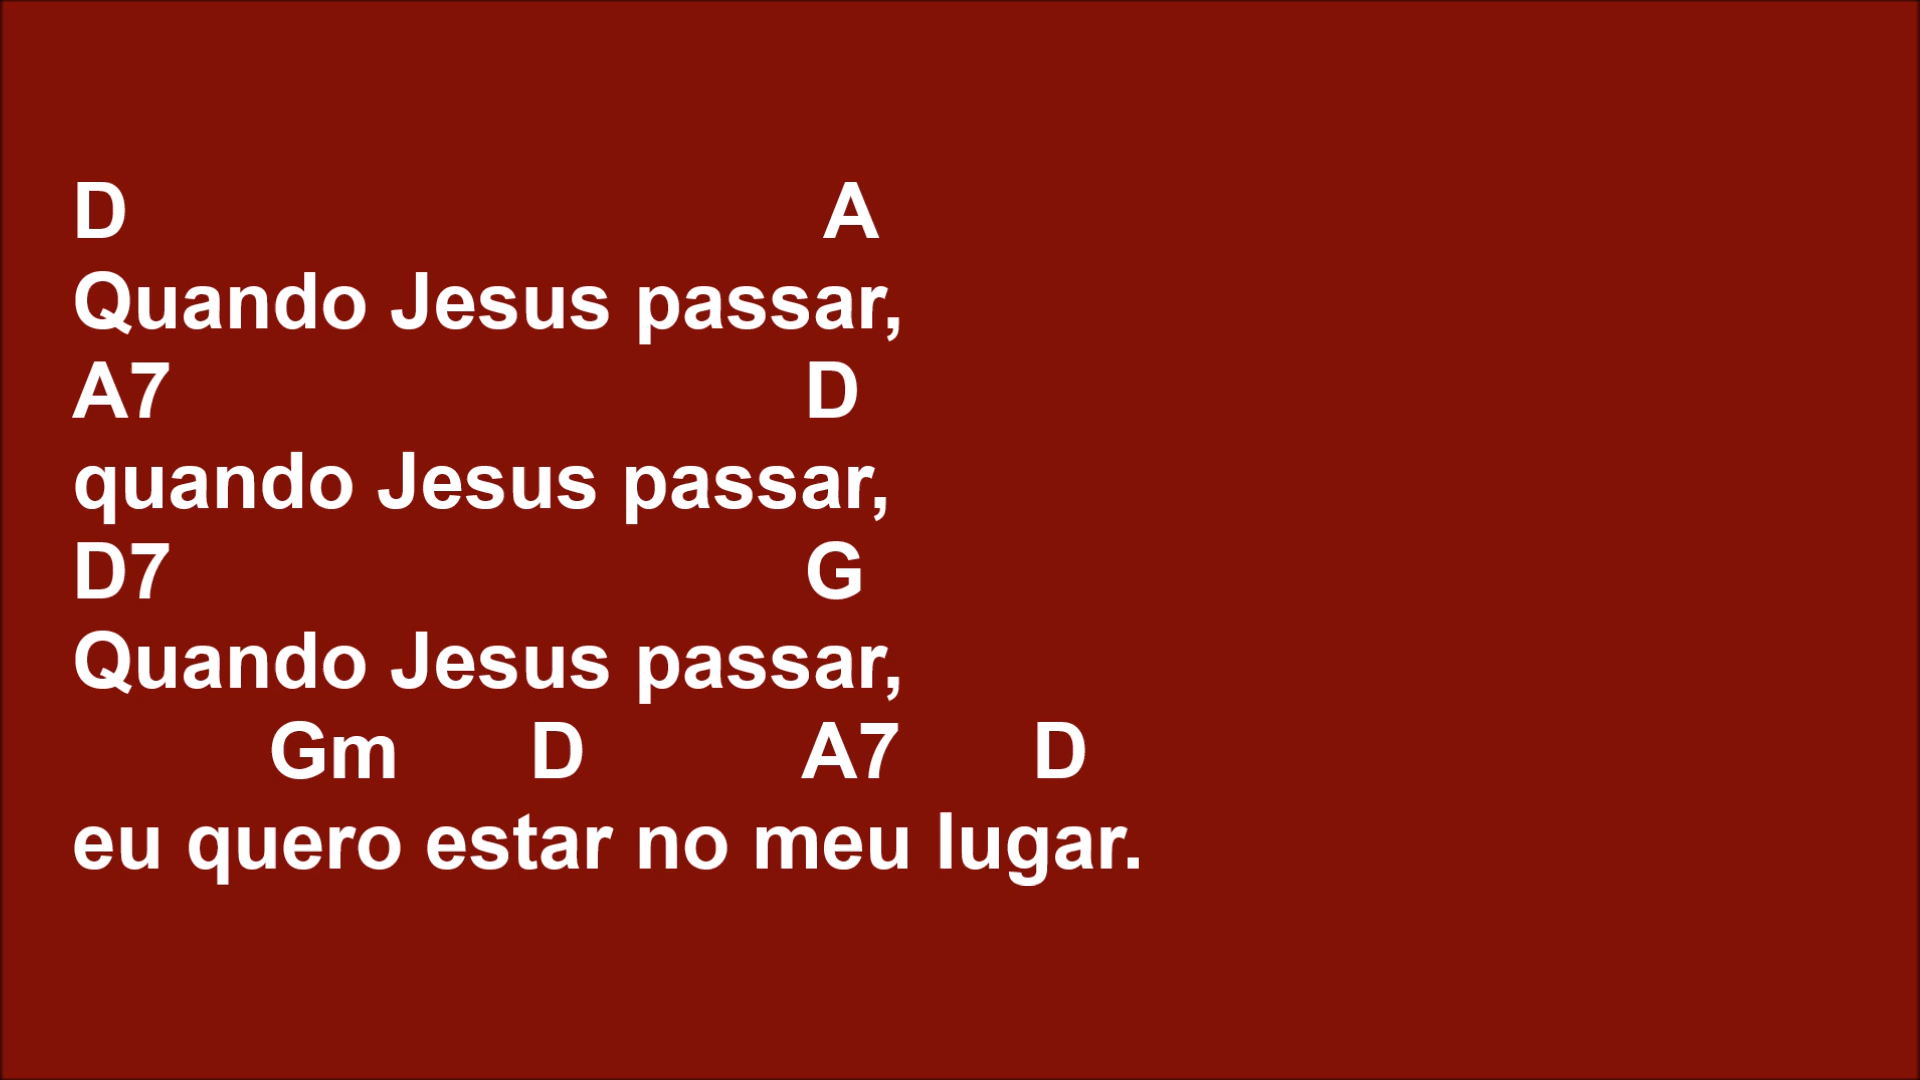 D A
Quando Jesus passar,
A7 D
quando Jesus passar,
D7 G
Quando Jesus passar,
Gm D A7 D
eu quero estar no meu lugar.